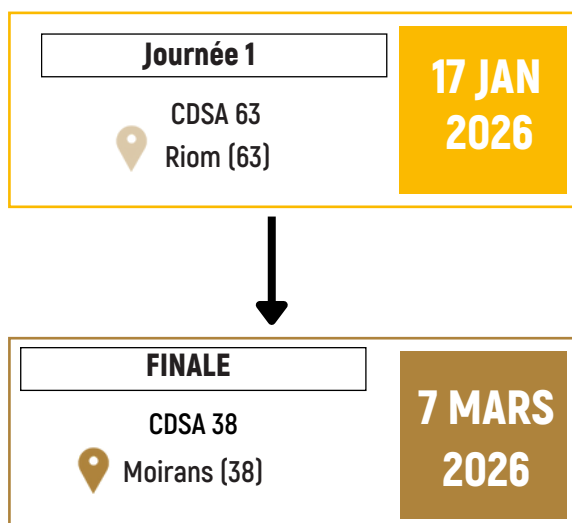 Journée 1
CDSA 63
Riom (63)
17 JAN
2026
FINALE
CDSA 38
Moirans (38)
7 MARS
2026